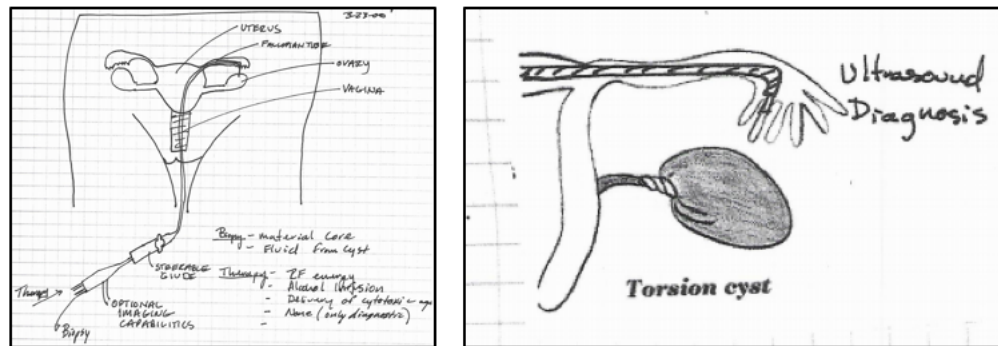 3-23-00
UTERUS
FALLOPIAN TUBE
OVARY
VAGINA
Biopsy - material core
- Fluid from cyst
STEERABLE
GUIDE
Therapy - RF energy
- Alcohol infusion
- Delivery of cytotoxic
- None (only diagnostic)
-
Therapy
OPTIONAL
IMAGING
CAPABILITIES
Biopsy
Ultrasound
Diagnosis
Torsion cyst